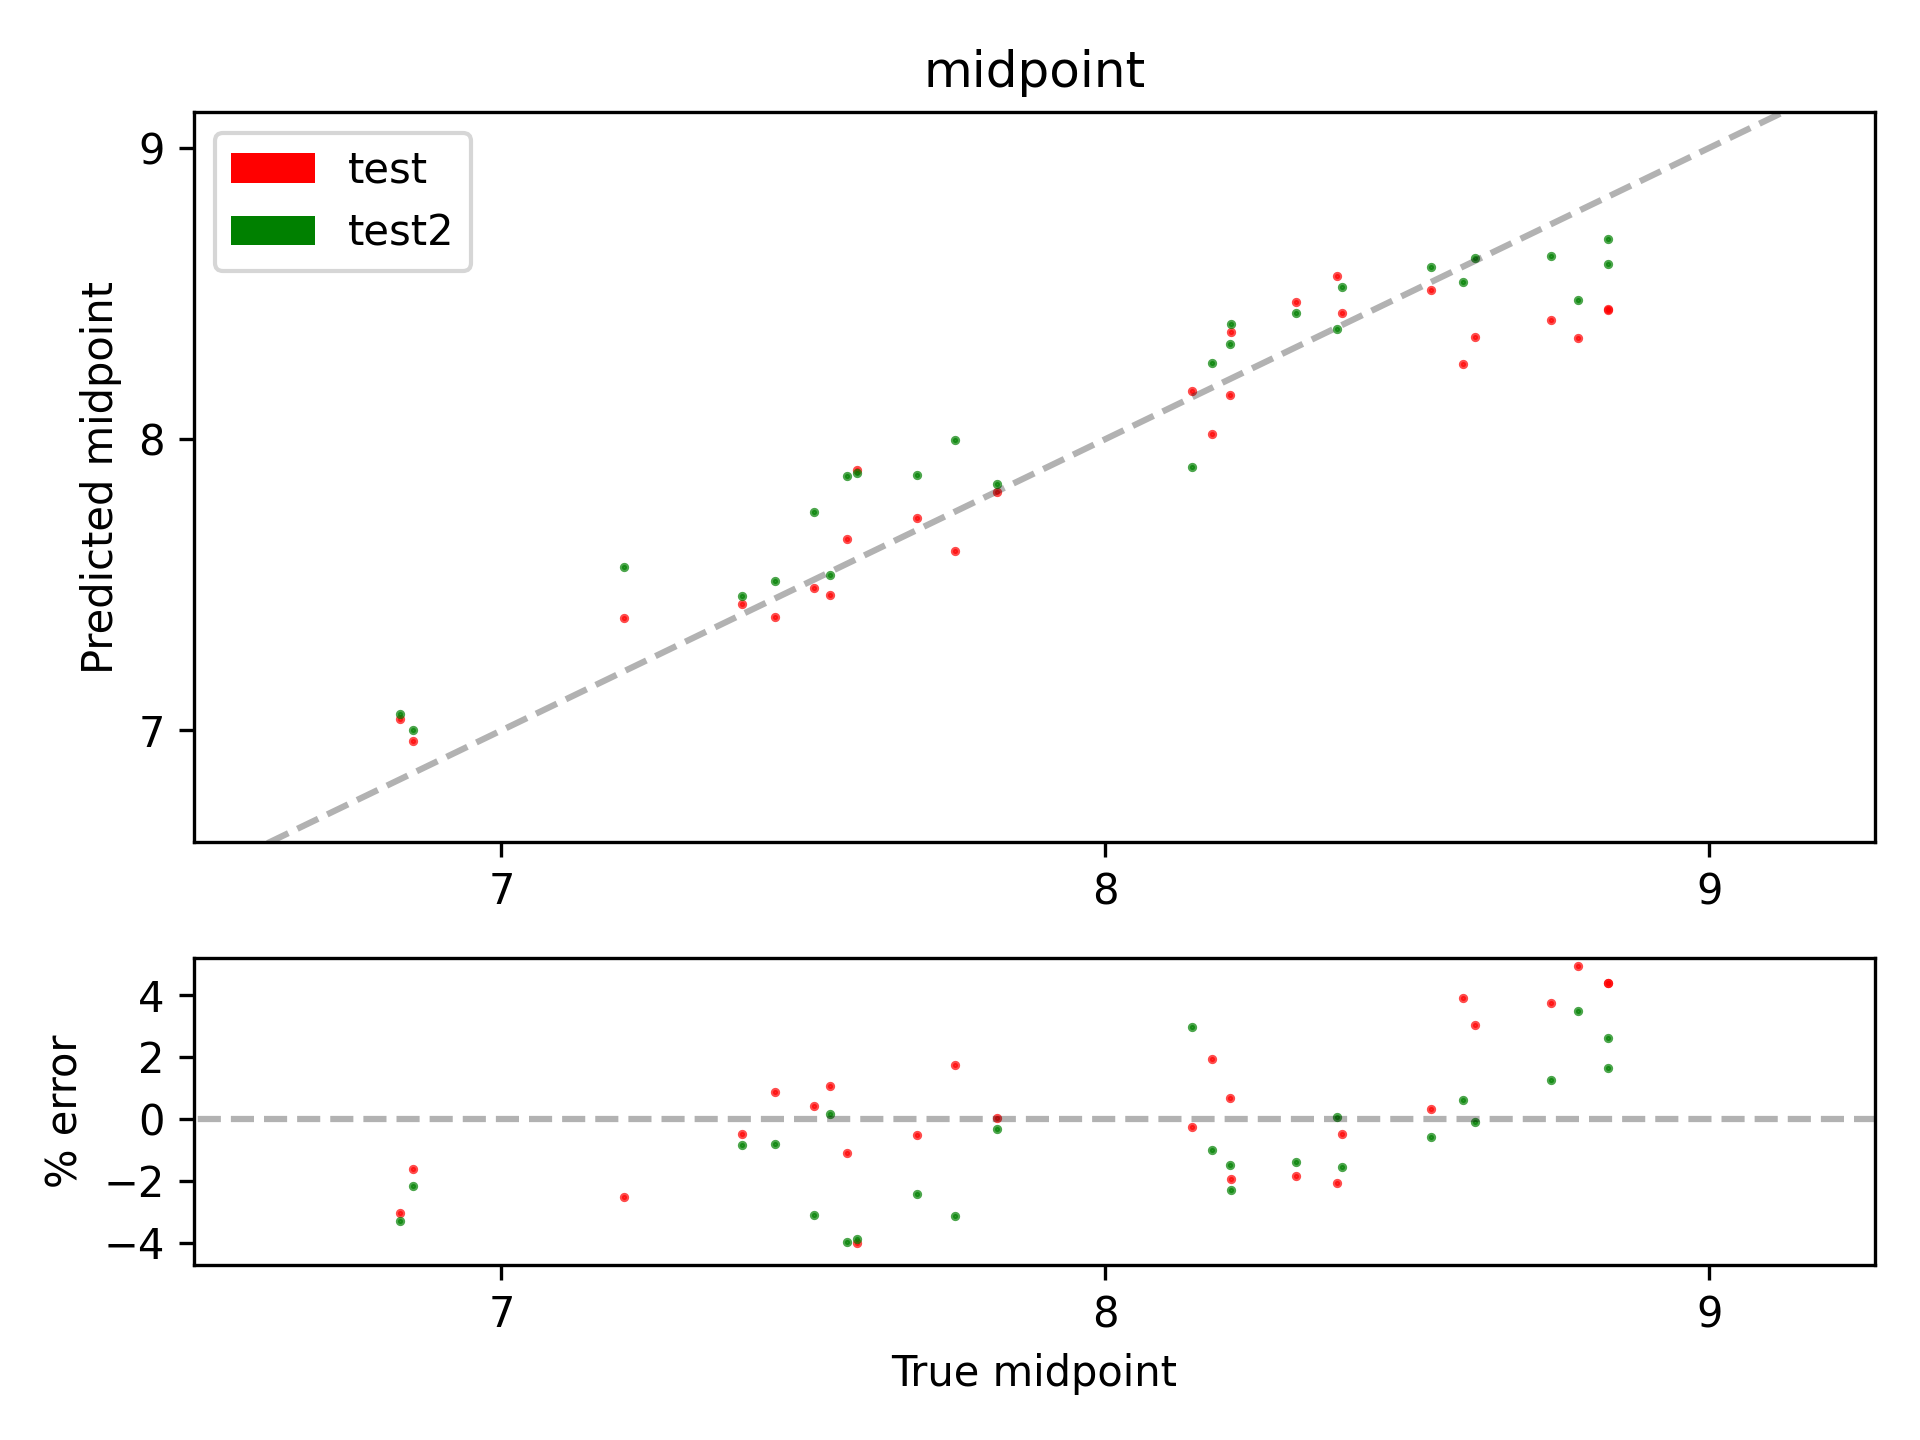 midpoint
9
8
7
test
test2
Predicted midpoint
7 8 9
4
2
0
−2
−4
% error
7 8 9
True midpoint